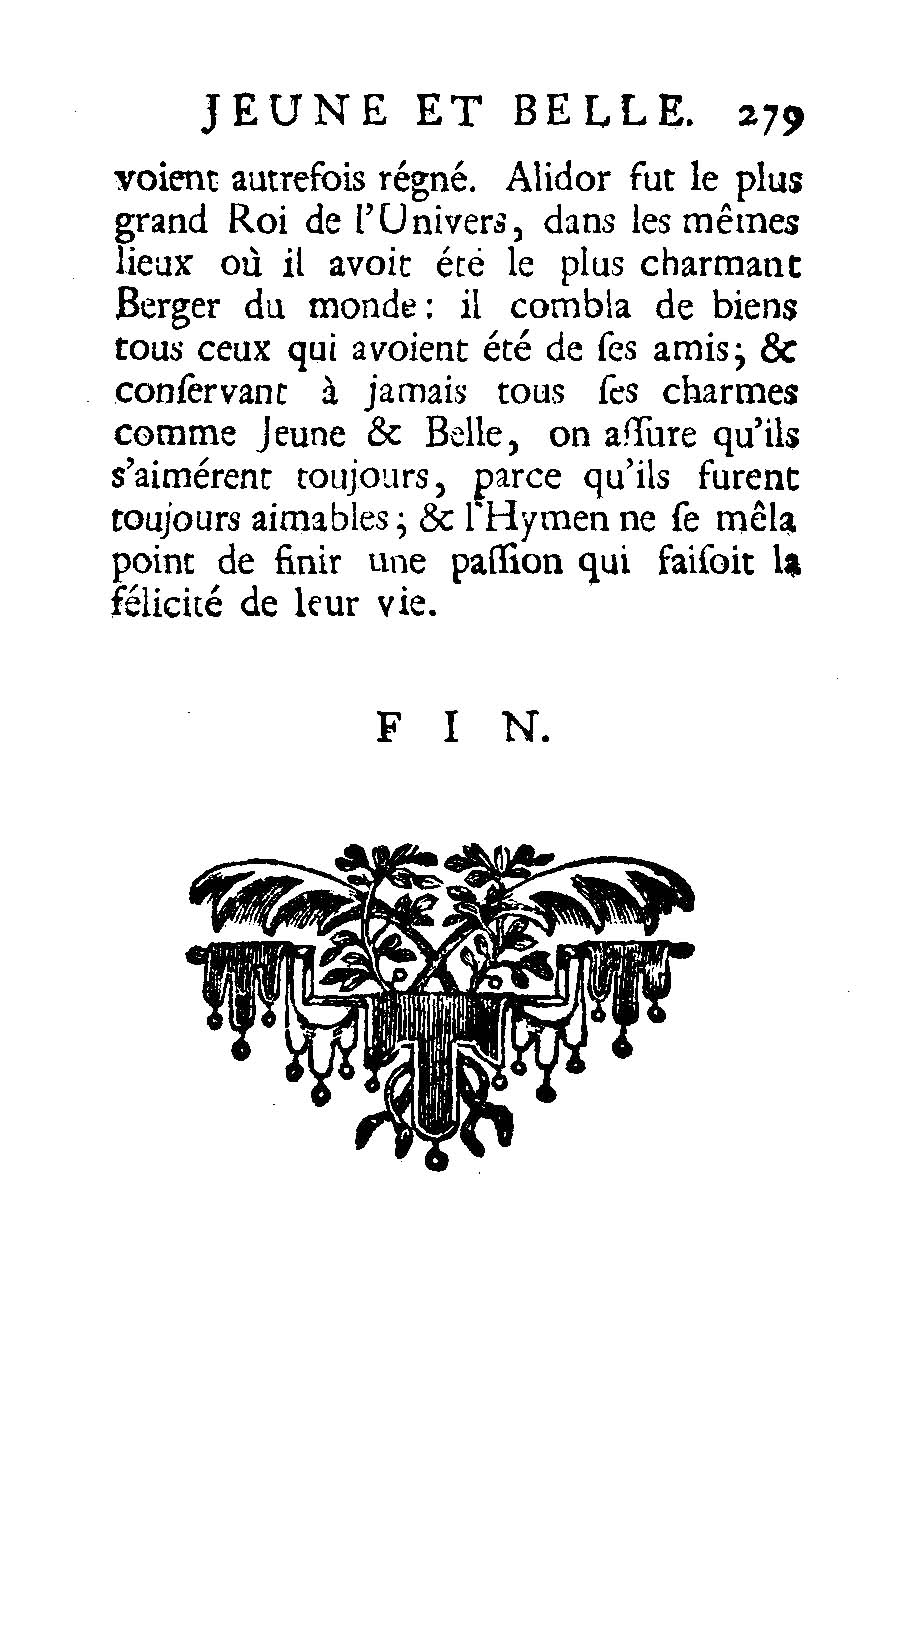 JEUNE ET BELLE. 279
voient autrefois régné. Alidor fut le plus
grand Roi de l'Univers, dans les mêmes
lieux où il avoit été le plus charmant
Berger du monde: il combla de biens
tous ceux qui avoient été de ſes amis; &
conſervant à jamais tous ſes charmes
comme Jeune & Belle, on aſſure qu'ils
s'aimérent toujours, parce qu'ils furent
toujours aimables; & l'Hymen ne ſe mêla
point de finir une paſſion qui faiſoit la
félicité de leur vie.
FIN.